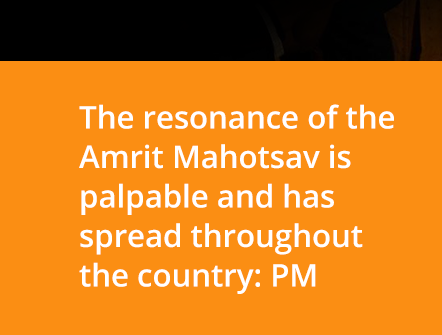 The resonance of the
Amrit Mahotsav is
palpable and has
spread throughout
the country: PM